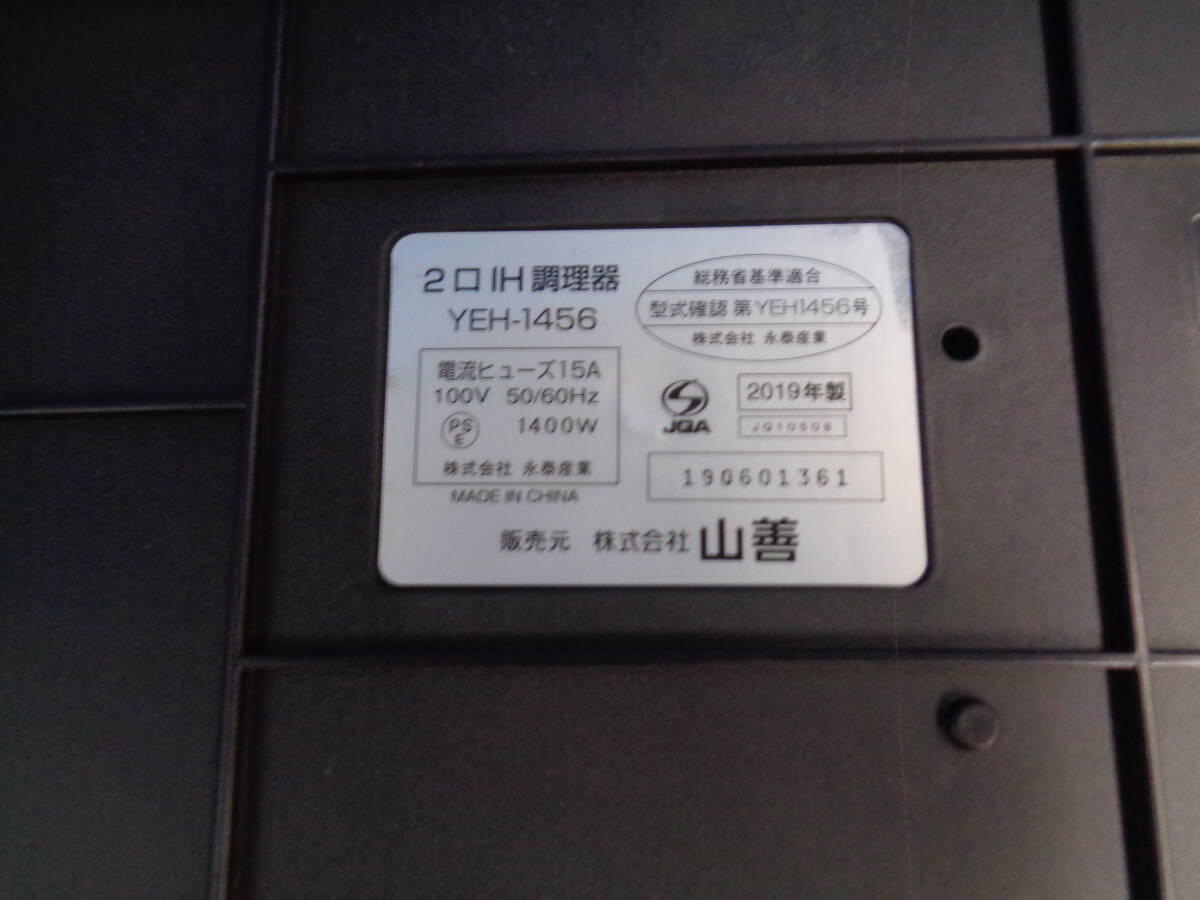 2口IH調理器
YEH-1456
総務省基準適合
型式確認 第YEH1456号
株式会社 永泰産業
電流ヒューズ15A
100V 50/60Hz
PS
E
1400W
株式会社 永泰産業
MADE IN CHINA
JQA
2019年製
190601361
販売元 株式会社 山善